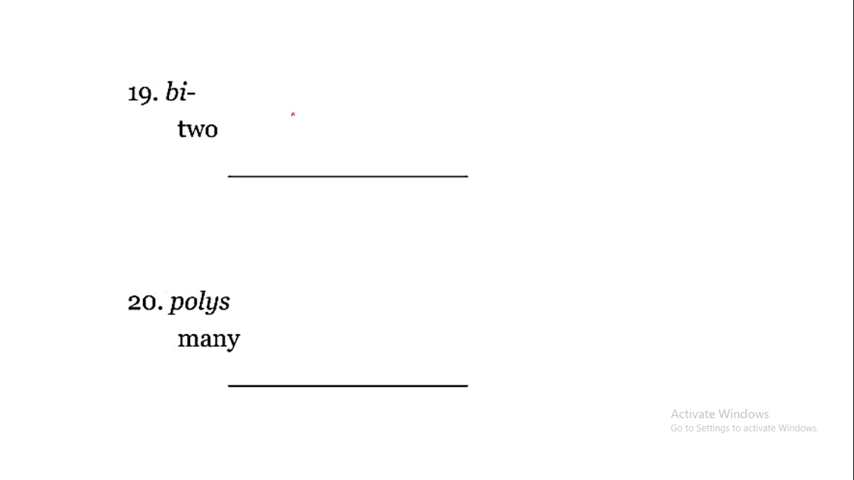 19. bi-
two
20. polys
many
Activate Windows
Go to Settings to activate Windows.